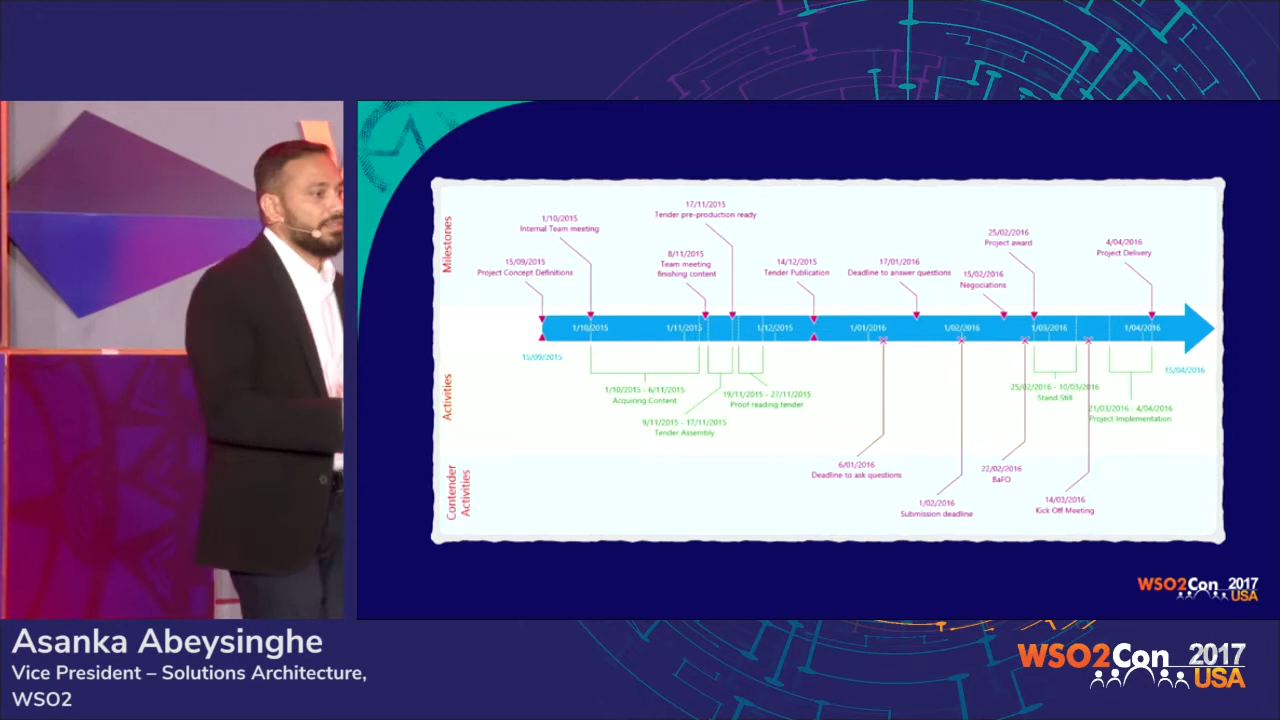 Milestones
17/11/2015
Tender pre-production ready
1/10/2015
Internal Team meeting
25/02/2016
Project award
4/04/2016
Project Delivery
8/11/2015
Team meeting
finishing content
15/09/2015
Project Concept Definitions
14/12/2015
Tender Publication
17/01/2016
Deadline to answer questions
15/02/2016
Negociations
1/10/2015
1/11/2015
1/12/2015
1/01/2016
1/02/2016
1/03/2016
1/04/2016
15/09/2015
15/04/2016
Activities
1/10/2015 - 6/11/2015
Acquiring Content
19/11/2015 - 27/11/2015
Proof reading tender
9/11/2015 - 17/11/2015
Tender Assembly
25/02/2016 - 10/03/2016
Stand Still
21/03/2016 - 4/04/2016
Project Implementation
Contender
Activities
6/01/2016
Deadline to ask questions
22/02/2016
BaFO
1/02/2016
Submission deadline
14/03/2016
Kick Off Meeting
WSO2Con 2017
USA
Asanka Abeysinghe
Vice President – Solutions Architecture,
WSO2
WSO2Con 2017
USA